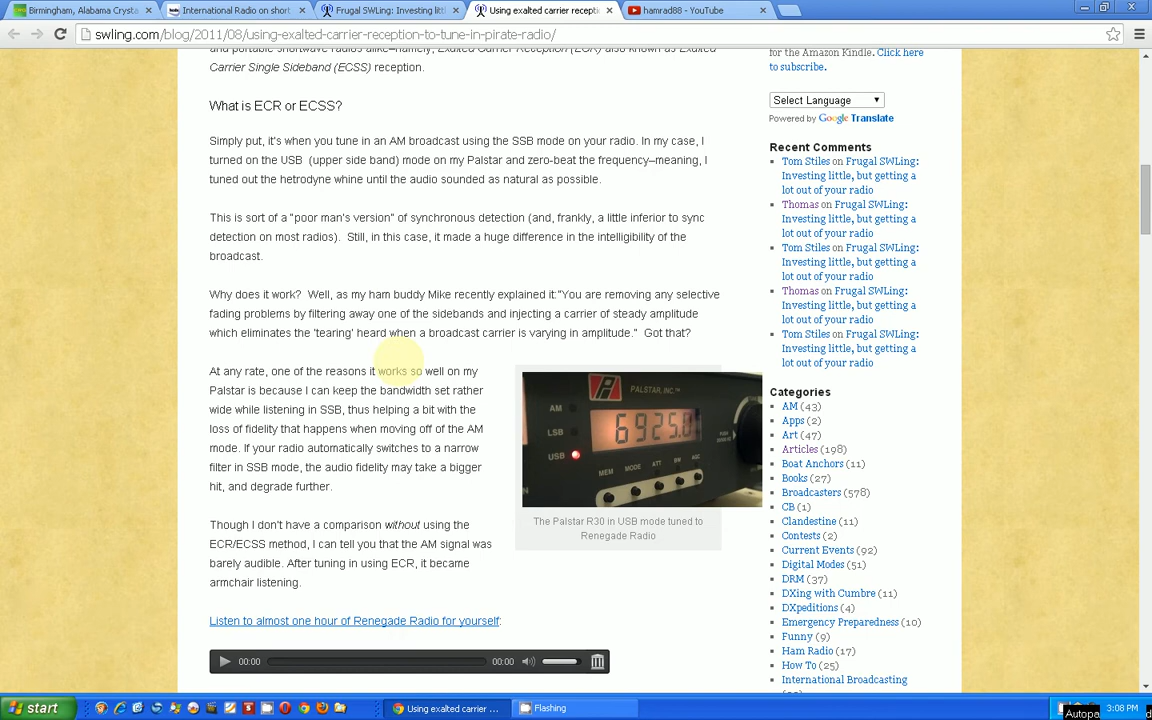 Birmingham, Alabama Crysta
International Radio on short
Frugal SWLing: Investing littl
Using exalted carrier recepti
hamrad88 - YouTube
swling.com/blog/2011/08/using-exalted-carrier-reception-to-tune-in-pirate-radio/
and portable shortwave radios alike–namely, Exalted Carrier Reception (ECR) also known as Exalted
Carrier Single Sideband (ECSS) reception.
What is ECR or ECSS?
Simply put, it's when you tune in an AM broadcast using the SSB mode on your radio. In my case, I
turned on the USB (upper side band) mode on my Palstar and zero-beat the frequency–meaning, I
tuned out the hetrodyne whine until the audio sounded as natural as possible.
This is sort of a "poor man's version" of synchronous detection (and, frankly, a little inferior to sync
detection on most radios). Still, in this case, it made a huge difference in the intelligibility of the
broadcast.
Why does it work? Well, as my ham buddy Mike recently explained it:"You are removing any selective
fading problems by filtering away one of the sidebands and injecting a carrier of steady amplitude
which eliminates the 'tearing' heard when a broadcast carrier is varying in amplitude." Got that?
At any rate, one of the reasons it works so well on my
Palstar is because I can keep the bandwidth set rather
wide while listening in SSB, thus helping a bit with the
loss of fidelity that happens when moving off of the AM
mode. If your radio automatically switches to a narrow
filter in SSB mode, the audio fidelity may take a bigger
hit, and degrade further.
Though I don't have a comparison without using the
ECR/ECSS method, I can tell you that the AM signal was
barely audible. After tuning in using ECR, it became
armchair listening.
PALSTAR, INC.™
AM
LSB
USB
6925.0
MEM MODE ATT BW AGC
The Palstar R30 in USB mode tuned to
Renegade Radio
Listen to almost one hour of Renegade Radio for yourself:
00:00
00:00
for the Amazon Kindle. Click here
to subscribe.
Select Language
Powered by Google Translate
Recent Comments
Tom Stiles on Frugal SWLing:
Investing little, but getting a
lot out of your radio
Thomas on Frugal SWLing:
Investing little, but getting a
lot out of your radio
Tom Stiles on Frugal SWLing:
Investing little, but getting a
lot out of your radio
Thomas on Frugal SWLing:
Investing little, but getting a
lot out of your radio
Tom Stiles on Frugal SWLing:
Investing little, but getting a
lot out of your radio
Categories
AM (43)
Apps (2)
Art (47)
Articles (198)
Boat Anchors (11)
Books (27)
Broadcasters (578)
CB (1)
Clandestine (11)
Contests (2)
Current Events (92)
Digital Modes (51)
DRM (37)
DXing with Cumbre (11)
DXpeditions (4)
Emergency Preparedness (10)
Funny (9)
Ham Radio (17)
How To (25)
International Broadcasting
start
Using exalted carrier ...
Flashing
3:08 PM
Autopa